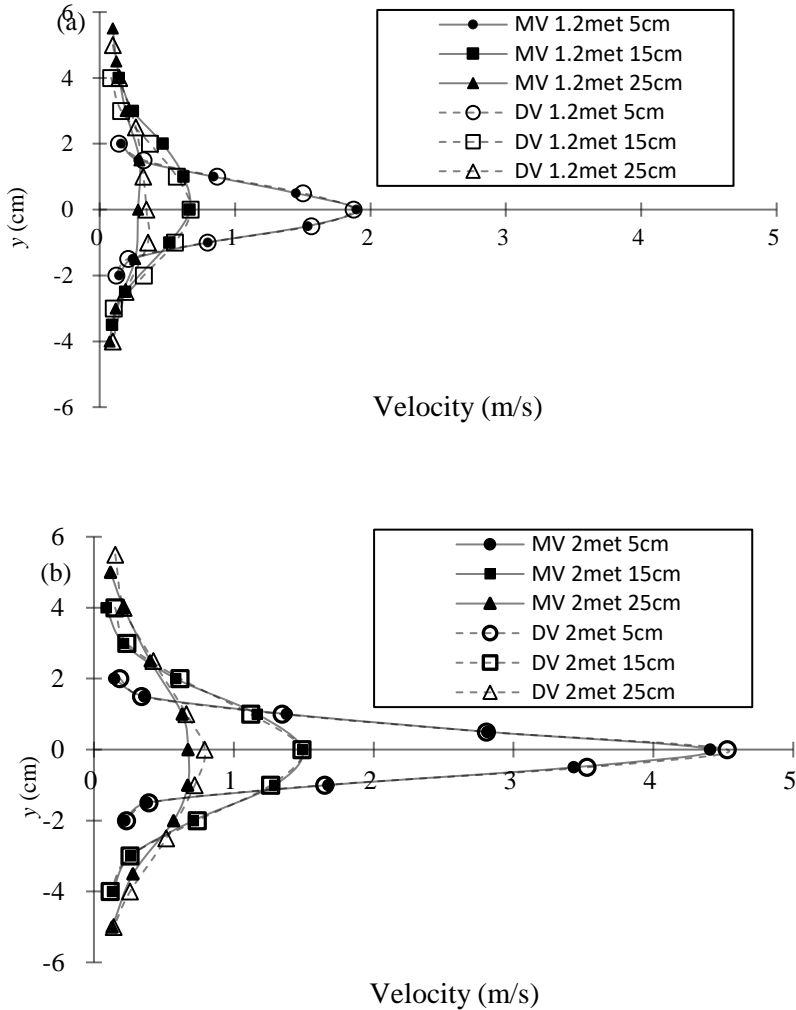 (a)
6
4
2
0
-2
-4
-6
0
1
2
3
4
5
y (cm)
Velocity (m/s)
MV 1.2met 5cm
MV 1.2met 15cm
MV 1.2met 25cm
DV 1.2met 5cm
DV 1.2met 15cm
DV 1.2met 25cm
(b)
6
4
2
0
-2
-4
-6
0
1
2
3
4
5
y (cm)
Velocity (m/s)
MV 2met 5cm
MV 2met 15cm
MV 2met 25cm
DV 2met 5cm
DV 2met 15cm
DV 2met 25cm